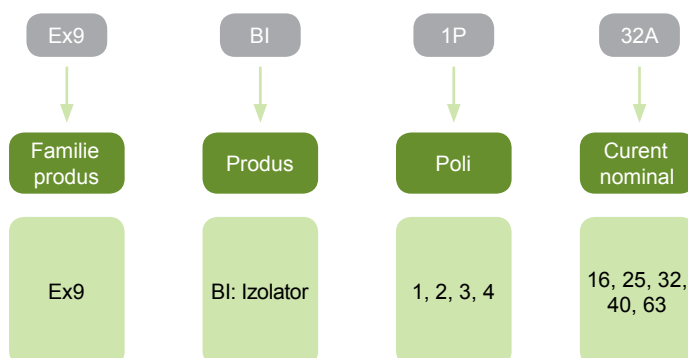 Ex9
BI
1P
32A
Familie
produs
Produs
Poli
Curent
nominal
Ex9
BI: Izolator
1, 2, 3, 4
16, 25, 32,
40, 63